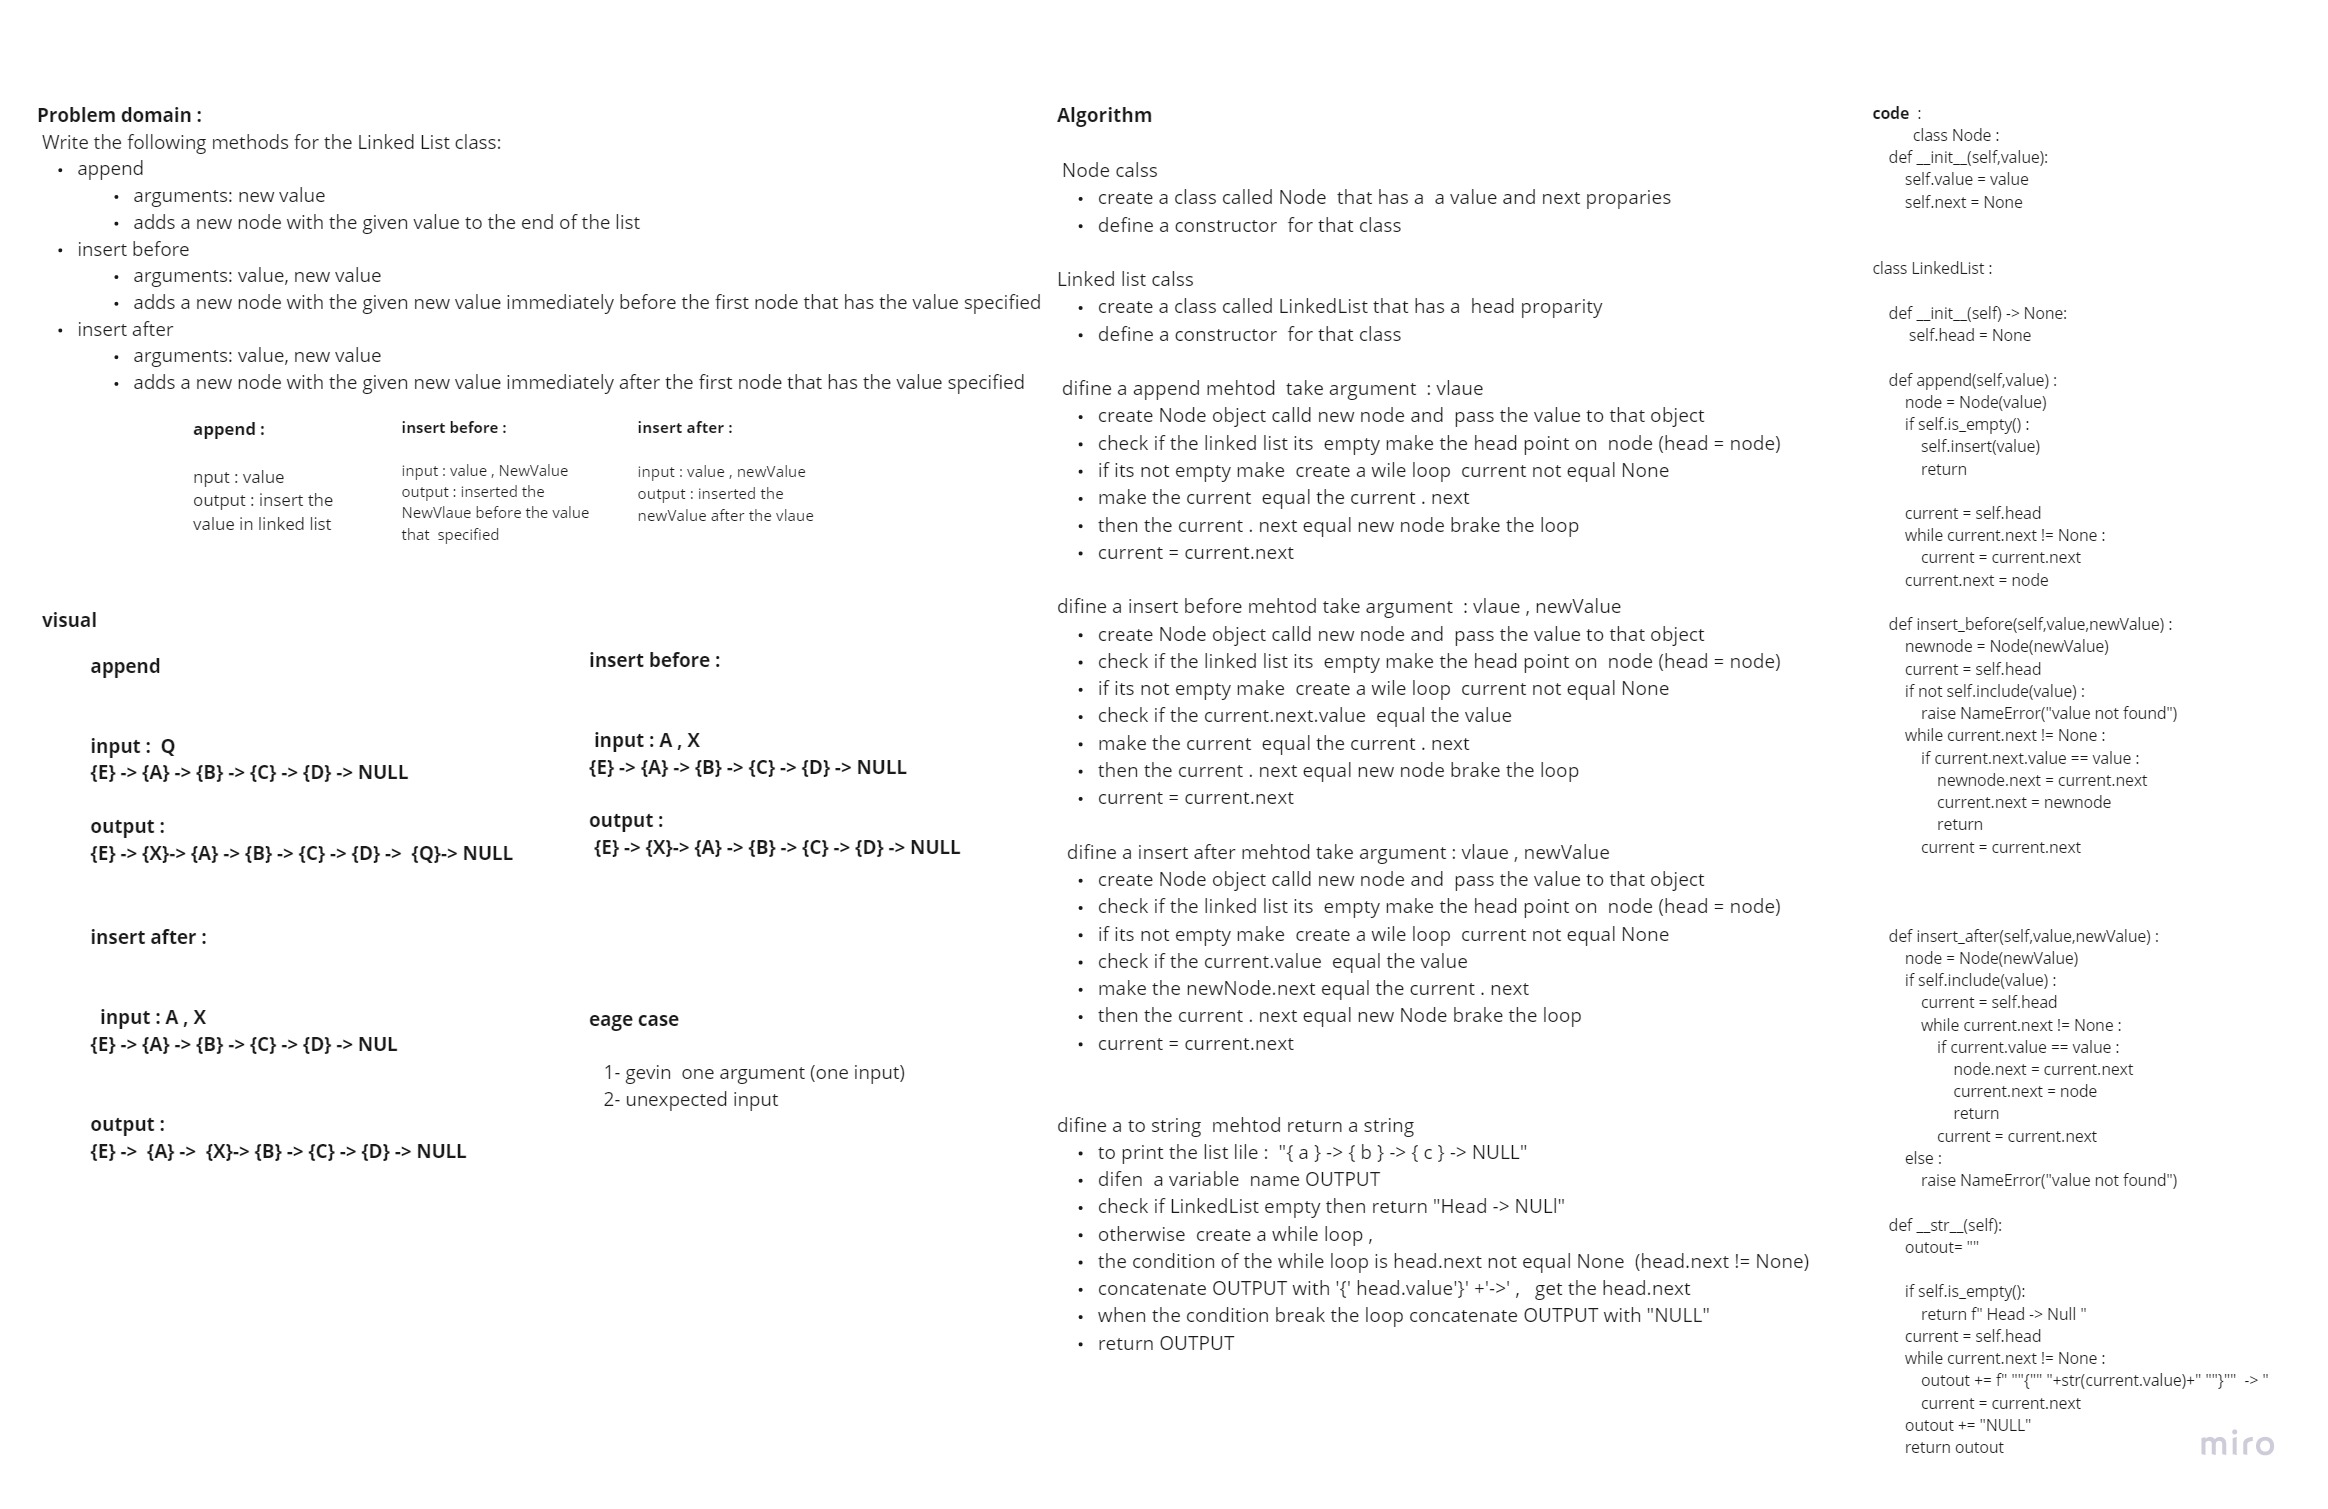 Problem domain :
Write the following methods for the Linked List class:
• append
• arguments: new value
• adds a new node with the given value to the end of the list
• insert before
• arguments: value, new value
• adds a new node with the given new value immediately before the first node that has the value specified
• insert after
• arguments: value, new value
• adds a new node with the given new value immediately after the first node that has the value specified
append :
nput : value
output : insert the
value in linked list
insert before :
input : value , NewValue
output : inserted the
NewVlaue before the value
that  specified
insert after :
input : value , newValue
output : inserted the
newValue after the vlaue
visual
append
input :  Q
{E} -> {A} -> {B} -> {C} -> {D} -> NULL
output :
{E} -> {X}-> {A} -> {B} -> {C} -> {D} ->  {Q}-> NULL
insert before :
input : A , X
{E} -> {A} -> {B} -> {C} -> {D} -> NULL
output :
{E} -> {X}-> {A} -> {B} -> {C} -> {D} -> NULL
insert after :
input : A , X
{E} -> {A} -> {B} -> {C} -> {D} -> NUL
output :
{E} ->  {A} ->  {X}-> {B} -> {C} -> {D} -> NULL
eage case
1- gevin  one argument (one input)
2- unexpected input
Algorithm
Node calss
• create a class called Node  that has a  a value and next proparies
• define a constructor  for that class
Linked list calss
• create a class called LinkedList that has a  head proparity
• define a constructor  for that class
difine a append mehtod  take argument  : vlaue
• create Node object calld new node and  pass the value to that object
• check if the linked list its  empty make the head point on  node (head = node)
• if its not empty make  create a wile loop  current not equal None
• make the current  equal the current . next
• then the current . next equal new node brake the loop
• current = current.next
difine a insert before mehtod take argument  : vlaue , newValue
• create Node object calld new node and  pass the value to that object
• check if the linked list its  empty make the head point on  node (head = node)
• if its not empty make  create a wile loop  current not equal None
• check if the current.next.value  equal the value
• make the current  equal the current . next
• then the current . next equal new node brake the loop
• current = current.next
difine a insert after mehtod take argument : vlaue , newValue
• create Node object calld new node and  pass the value to that object
• check if the linked list its  empty make the head point on  node (head = node)
• if its not empty make  create a wile loop  current not equal None
• check if the current.value  equal the value
• make the newNode.next equal the current . next
• then the current . next equal new Node brake the loop
• current = current.next
difine a to string  mehtod return a string
• to print the list lile :  "{ a } -> { b } -> { c } -> NULL"
• difen  a variable  name OUTPUT
• check if LinkedList empty then return "Head -> NULl"
• otherwise  create a while loop ,
• the condition of the while loop is head.next not equal None  (head.next != None)
• concatenate OUTPUT with '{' head.value'}' +'->' ,   get the head.next
• when the condition break the loop concatenate OUTPUT with "NULL"
• return OUTPUT
code  :
class Node :
def __init__(self,value):
self.value = value
self.next = None
class LinkedList :
def __init__(self) -> None:
self.head = None
def append(self,value) :
node = Node(value)
if self.is_empty() :
self.insert(value)
return
current = self.head
while current.next != None :
current = current.next
current.next = node
def insert_before(self,value,newValue) :
newnode = Node(newValue)
current = self.head
if not self.include(value) :
raise NameError("value not found")
while current.next != None :
if current.next.value == value :
newnode.next = current.next
current.next = newnode
return
current = current.next
def insert_after(self,value,newValue) :
node = Node(newValue)
if self.include(value) :
current = self.head
while current.next != None :
if current.value == value :
node.next = current.next
current.next = node
return
current = current.next
else :
raise NameError("value not found")
def __str__(self):
outout= ""
if self.is_empty():
return f" Head -> Null "
current = self.head
while current.next != None :
outout += f" ""{"" "+str(current.value)+" ""}""  -> "
current = current.next
outout += "NULL"
return outout
miro